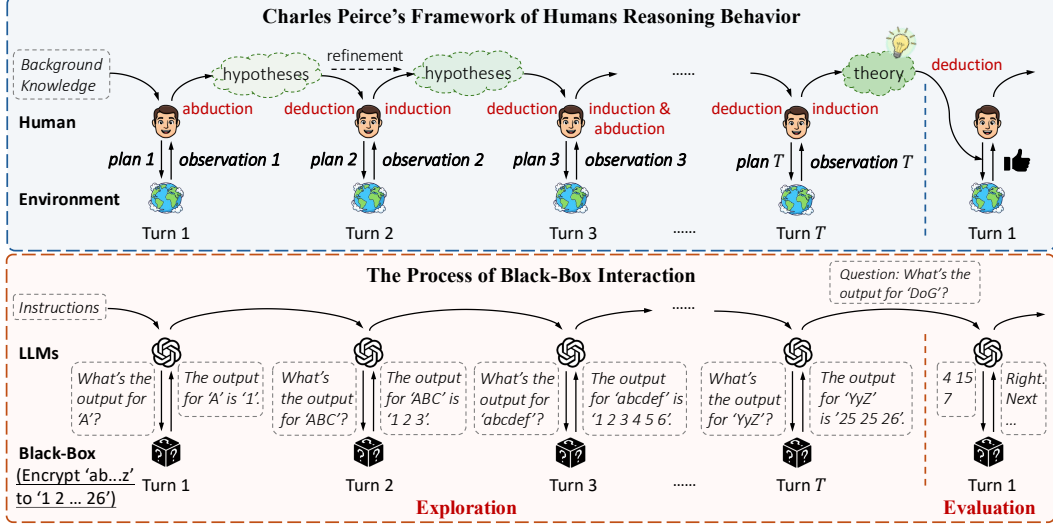 Charles Peirce's Framework of Humans Reasoning Behavior
Background
Knowledge
hypotheses
refinement
hypotheses
......
theory
deduction
Human
abduction
deduction
induction
deduction
induction &
abduction
deduction
induction
plan 1
observation 1
plan 2
observation 2
plan 3
observation 3
plan T
observation T
Environment
Turn 1
Turn 2
Turn 3
......
Turn T
Turn 1
The Process of Black-Box Interaction
Question: What's the
output for 'DoG'?
Instructions
......
LLMs
What's the
output for
'A'?
The output
for 'A' is '1'.
What's the
output
for 'ABC'?
The output
for 'ABC' is
'1 2 3'.
What's the
output for
'abcdef'?
The output
for 'abcdef' is
'1 2 3 4 5 6'.
What's
the output
for 'YyZ'?
The output
for 'YyZ'
is '25 25 26'.
4 15
7
Right.
Next
...
Black-Box
(Encrypt 'ab...z'
to '1 2 ... 26')
Turn 1
Turn 2
Turn 3
......
Turn T
Turn 1
Exploration
Evaluation